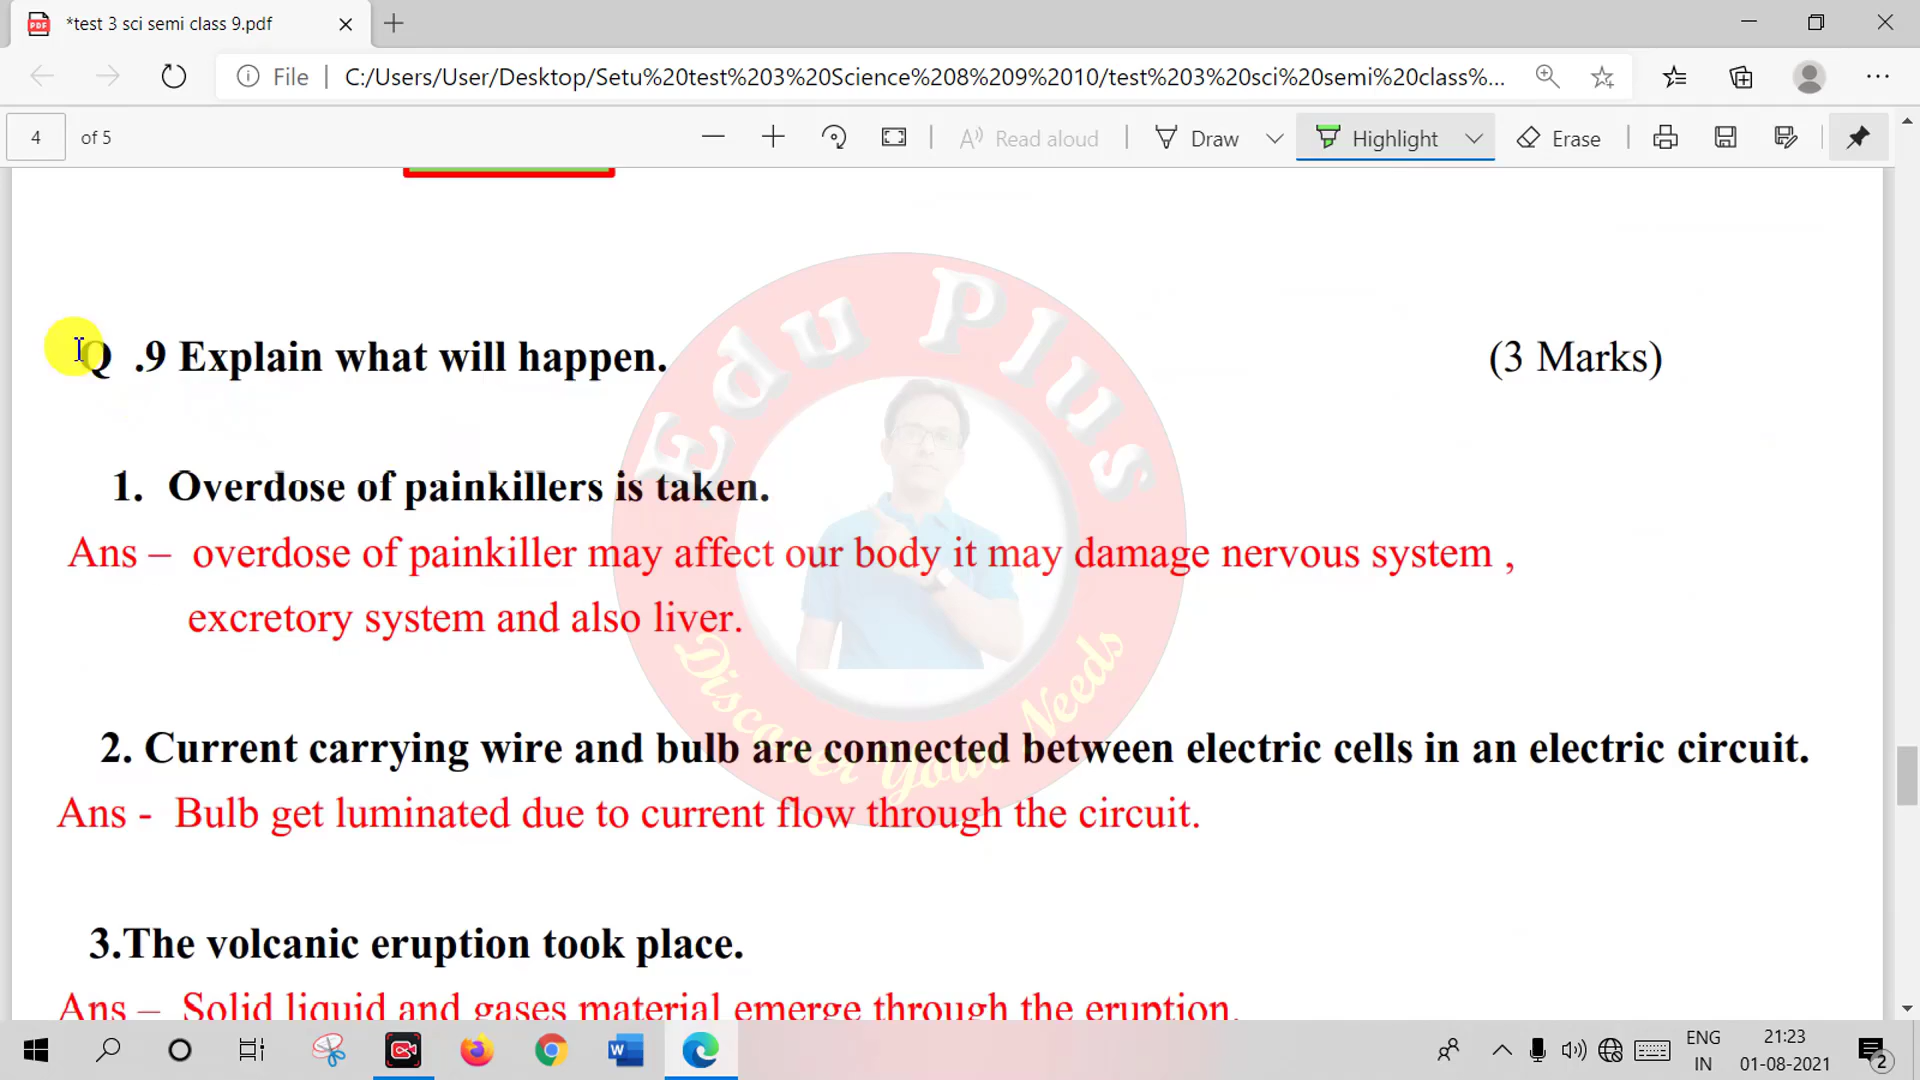 *test 3 sci semi class 9.pdf
File
C:/Users/User/Desktop/Setu%20test%203%20Science%208%209%2010/test%203%20sci%20semi%20class%...
4 of 5
Read aloud
Draw
Highlight
Erase
Edu Plus
Q .9 Explain what will happen. (3 Marks)
1. Overdose of painkillers is taken.
Ans – overdose of painkiller may affect our body it may damage nervous system ,
excretory system and also liver.
Discover Your Needs
2. Current carrying wire and bulb are connected between electric cells in an electric circuit.
Ans - Bulb get luminated due to current flow through the circuit.
3.The volcanic eruption took place.
Ans – Solid liquid and gases material emerge through the eruption.
ENG
IN
21:23
01-08-2021
2